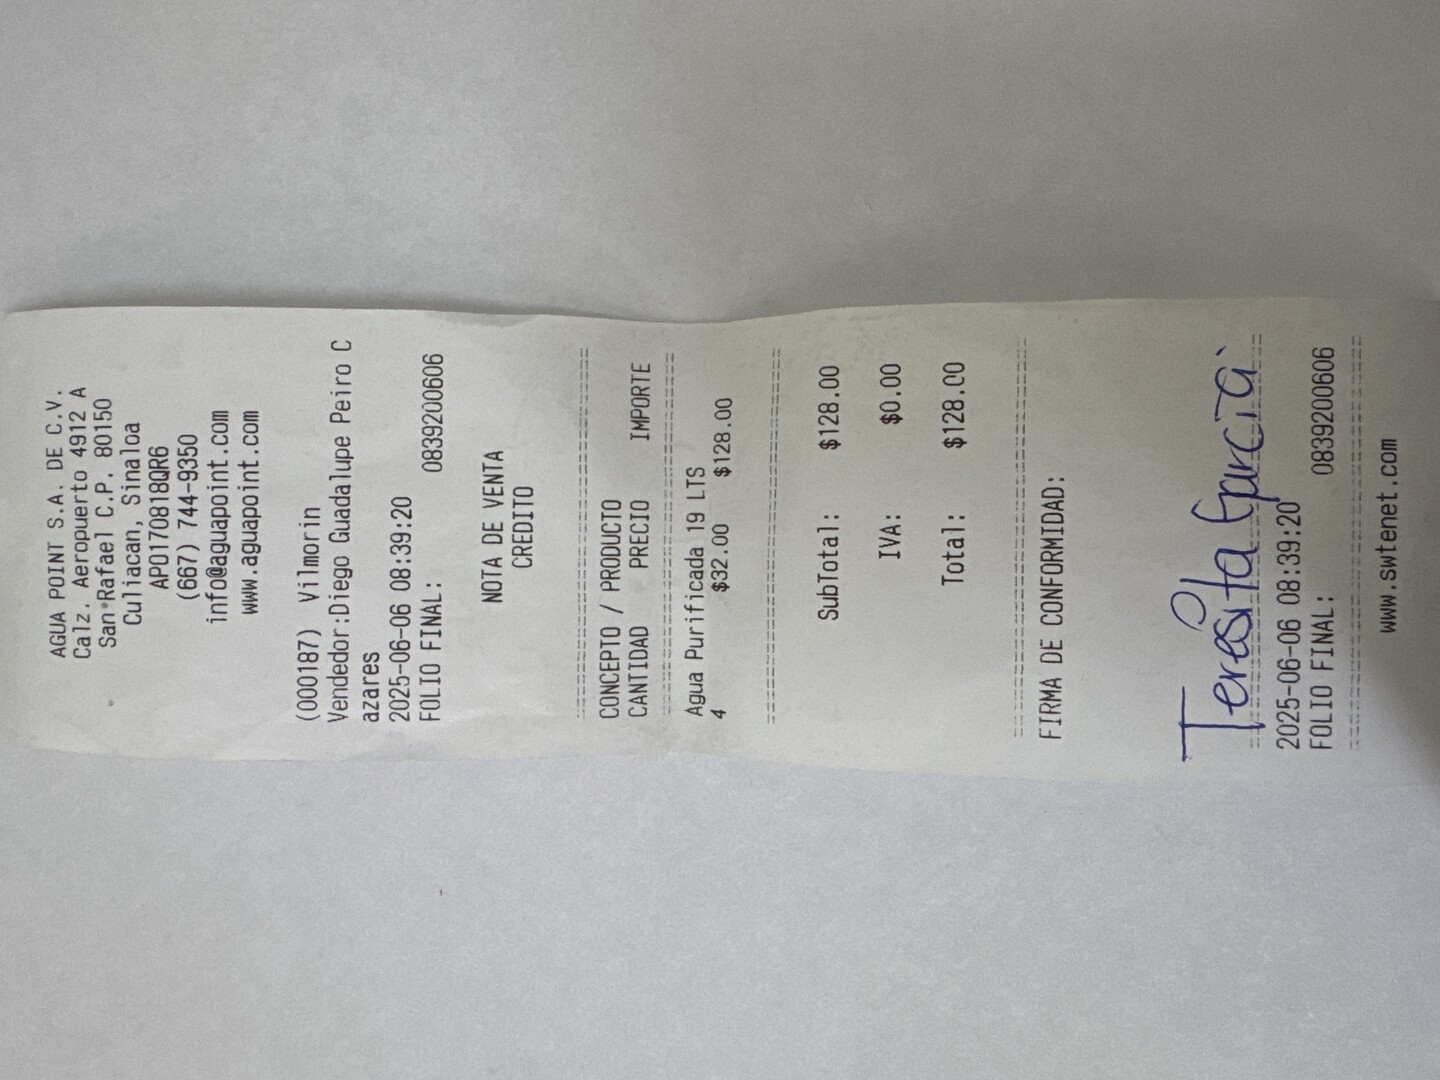 AGUA POINT S.A. DE C.V.
Calz. Aeropuerto 4912 A
San Rafael C.P. 80150
Culiacan, Sinaloa
APO170818QR6
(667) 744-9350
info@aguapoint.com
www.aguapoint.com
(000187) Vilmorin
Vendedor:Diego Guadalupe Peiro C
azares
2025-06-06 08:39:20
FOLIO FINAL: 0839200606
NOTA DE VENTA
CREDITO
================================
CONCEPTO / PRODUCTO
CANTIDAD PRECIO IMPORTE
================================
Agua Purificada 19 LTS
4 $32.00 $128.00
================================
SubTotal: $128.00
IVA: $0.00
Total: $128.00
================================
FIRMA DE CONFORMIDAD:
Teresita Garcia
================================
2025-06-06 08:39:20
FOLIO FINAL: 0839200606
================================
www.swtenet.com